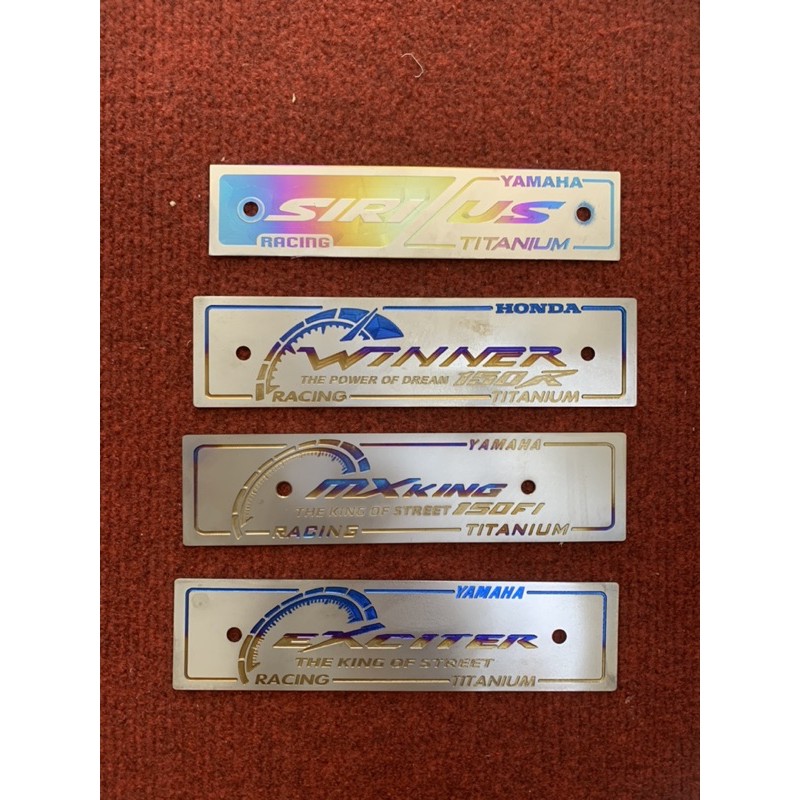 YAMAHA
SIRIUS
RACING TITANIUM
HONDA
WINNER
THE POWER OF DREAM 150R
RACING TITANIUM
YAMAHA
MXKING
THE KING OF STREET 150FI
RACING TITANIUM
YAMAHA
EXCITER
THE KING OF STREET
RACING TITANIUM